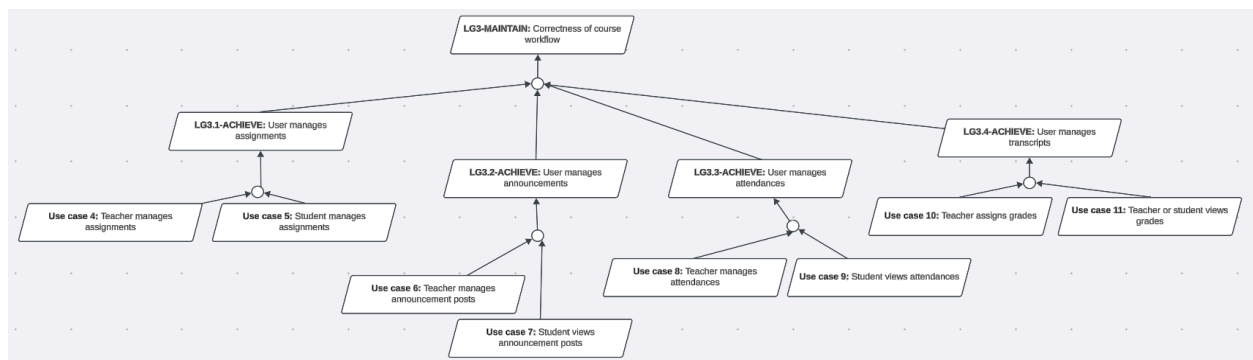 LG3-MAINTAIN: Correctness of course
workflow
LG3.1-ACHIEVE: User manages
assignments
LG3.2-ACHIEVE: User manages
announcements
LG3.3-ACHIEVE: User manages
attendances
LG3.4-ACHIEVE: User manages
transcripts
Use case 4: Teacher manages
assignments
Use case 5: Student manages
assignments
Use case 6: Teacher manages
announcement posts
Use case 7: Student views
announcement posts
Use case 8: Teacher manages
attendances
Use case 9: Student views attendances
Use case 10: Teacher assigns grades
Use case 11: Teacher or student views
grades